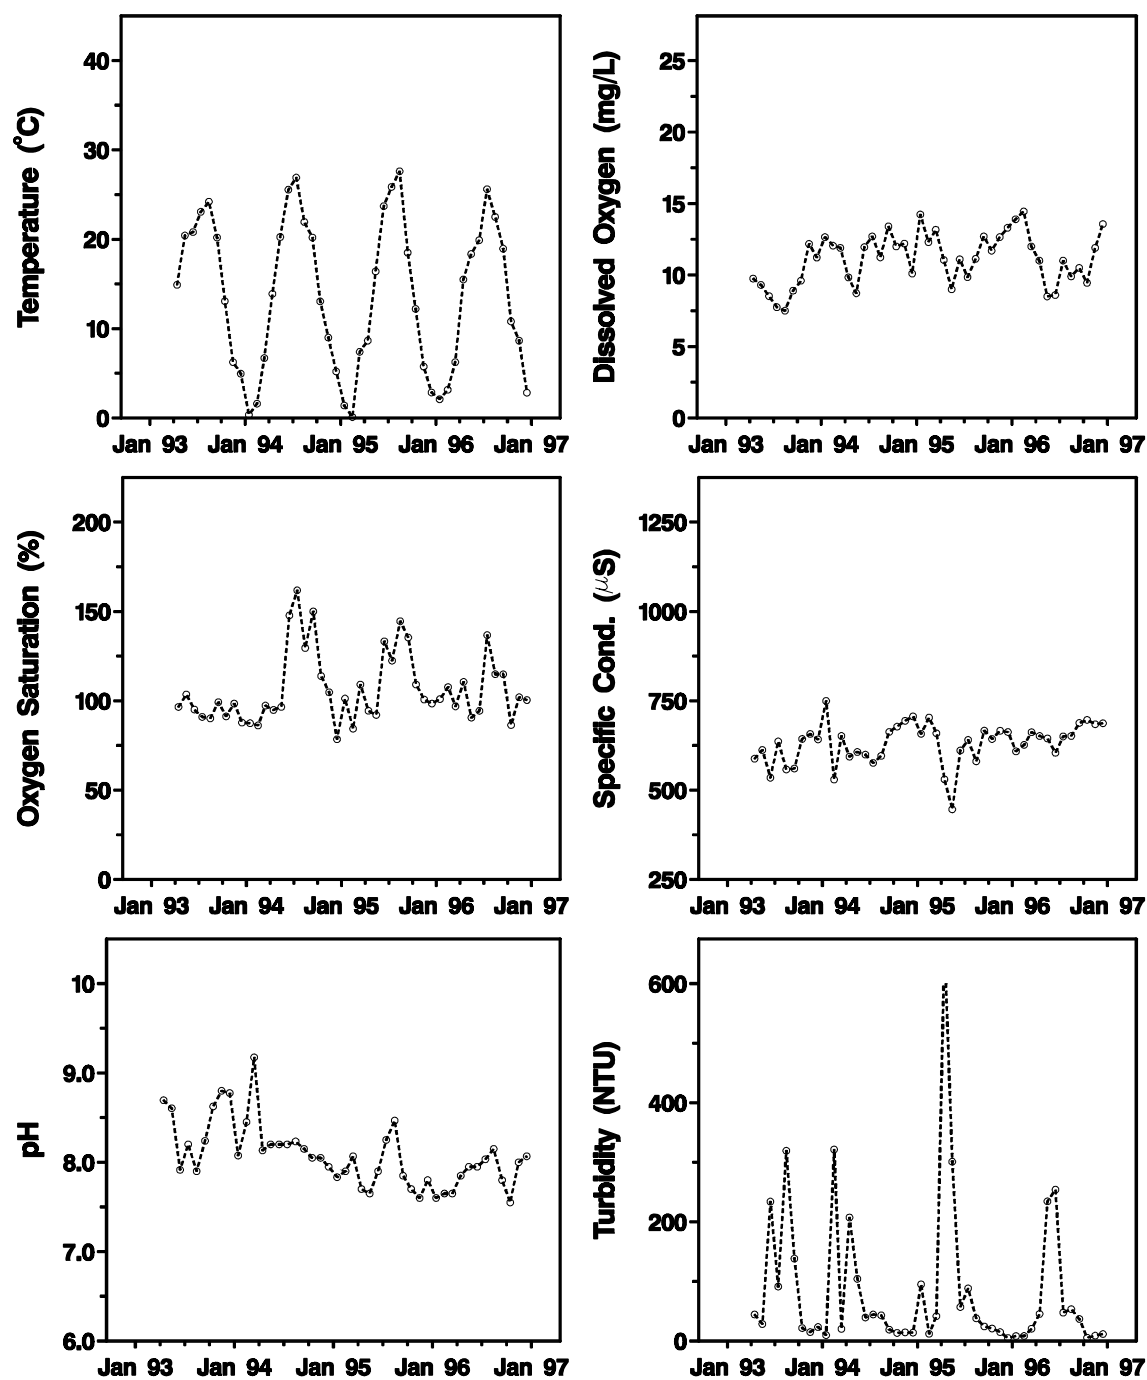 Temperature (°C)
40
30
20
10
0
Jan 93 Jan 94 Jan 95 Jan 96 Jan 97
Dissolved Oxygen (mg/L)
25
20
15
10
5
0
Jan 93 Jan 94 Jan 95 Jan 96 Jan 97
Oxygen Saturation (%)
200
150
100
50
0
Jan 93 Jan 94 Jan 95 Jan 96 Jan 97
Specific Cond. (μS)
1250
1000
750
500
250
Jan 93 Jan 94 Jan 95 Jan 96 Jan 97
pH
10
9.0
8.0
7.0
6.0
Jan 93 Jan 94 Jan 95 Jan 96 Jan 97
Turbidity (NTU)
600
400
200
0
Jan 93 Jan 94 Jan 95 Jan 96 Jan 97